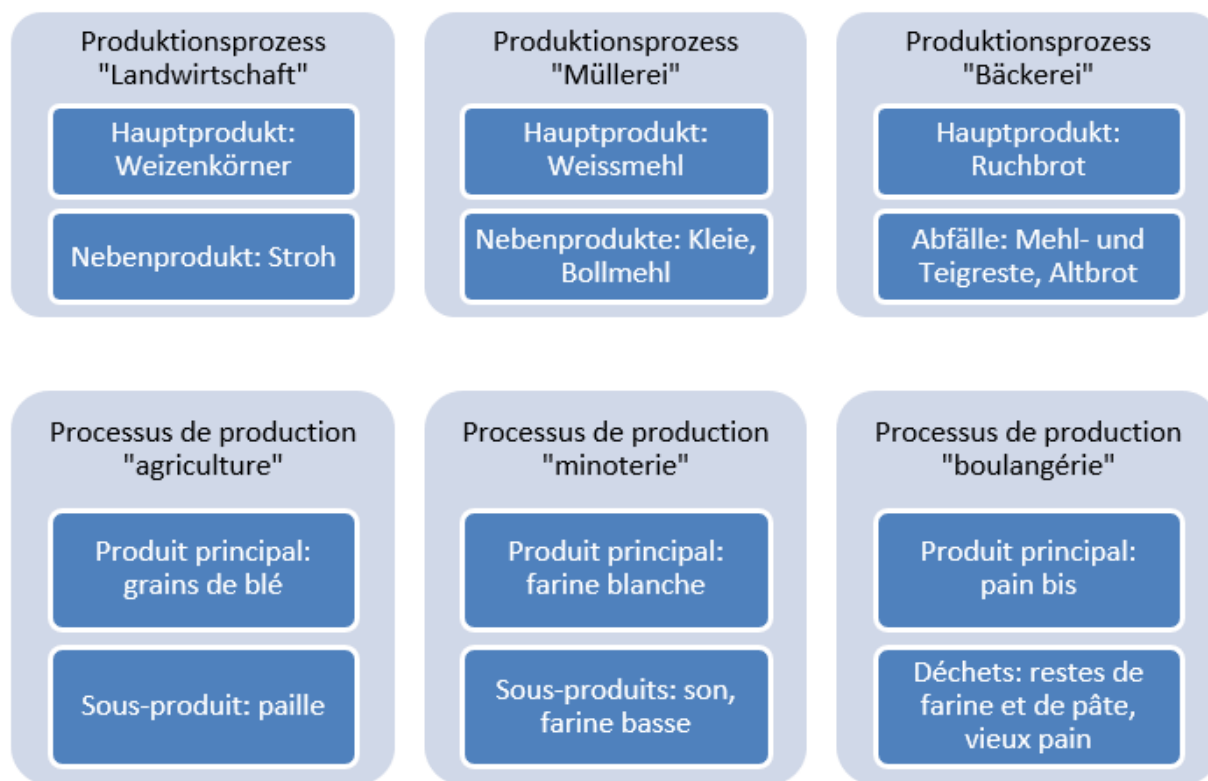 Produktionsprozess
"Landwirtschaft"
Hauptprodukt:
Weizenkörner
Nebenprodukt: Stroh
Produktionsprozess
"Müllerei"
Hauptprodukt:
Weissmehl
Nebenprodukte: Kleie,
Bollmehl
Produktionsprozess
"Bäckerei"
Hauptprodukt:
Ruchbrot
Abfälle: Mehl- und
Teigreste, Altbrot
Processus de production
"agriculture"
Produit principal:
grains de blé
Sous-produit: paille
Processus de production
"minoterie"
Produit principal:
farine blanche
Sous-produits: son,
farine basse
Processus de production
"boulangérie"
Produit principal:
pain bis
Déchets: restes de
farine et de pâte,
vieux pain